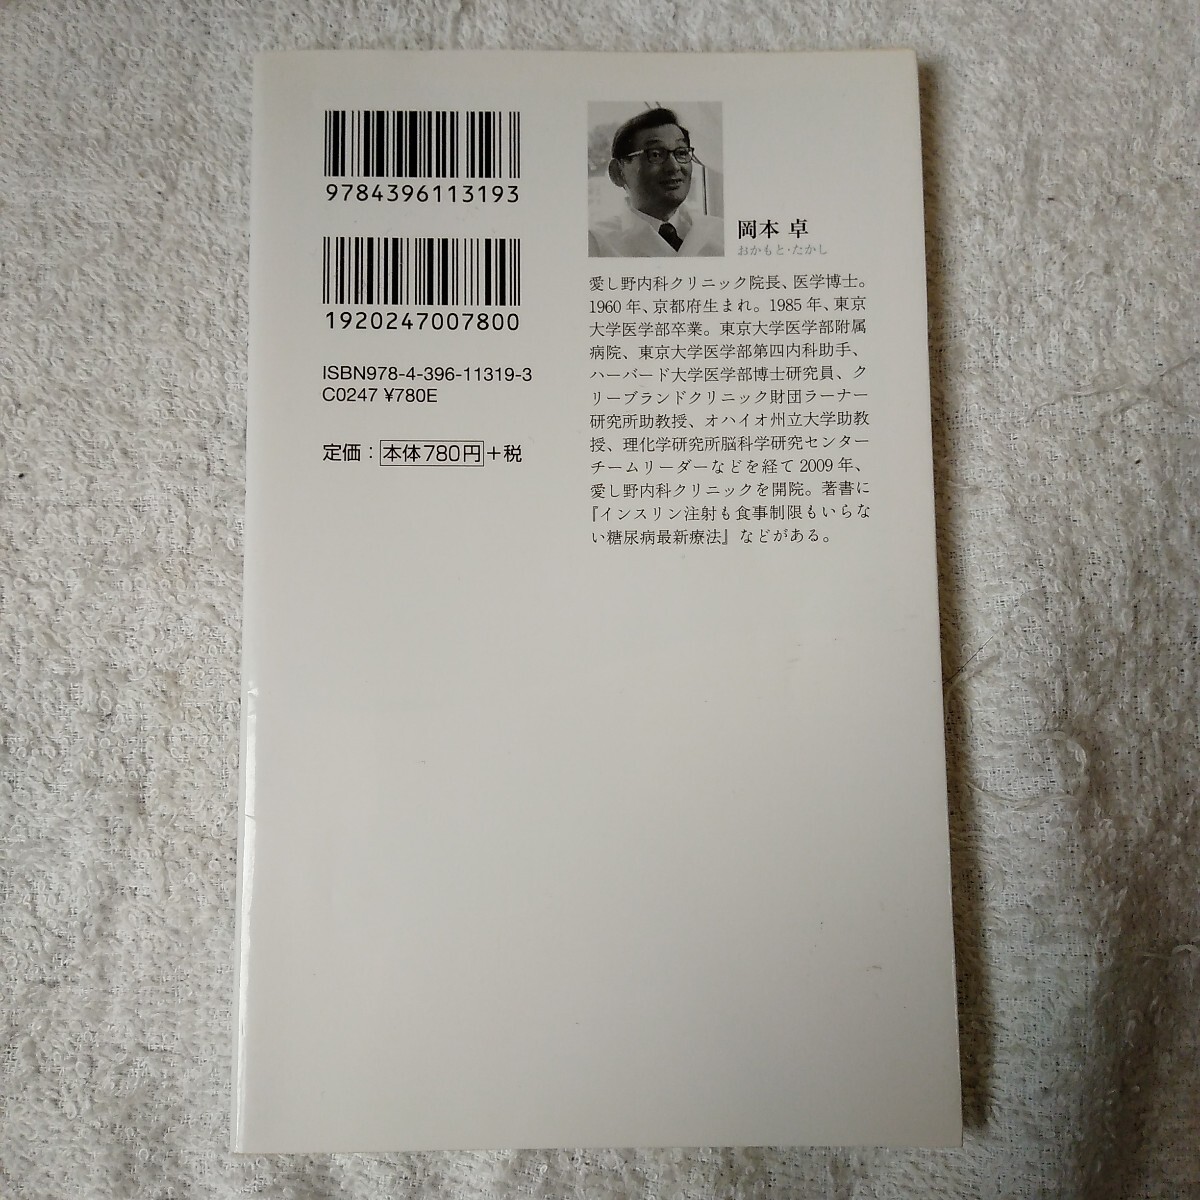 9784396113193
1920247007800
ISBN978-4-396-11319-3
C0247 ¥780E
定価：本体780円+税
岡本 卓
おかもと・たかし
愛し野内科クリニック院長、医学博士。
1960年、京都府生まれ。1985年、東京
大学医学部卒業。東京大学医学部附属
病院、東京大学医学部第四内科助手、
ハーバード大学医学部博士研究員、ク
リーブランドクリニック財団ラーナー
研究所助教授、オハイオ州立大学助教
授、理化学研究所脳科学研究センター
チームリーダーなどを経て2009年、
愛し野内科クリニックを開院。著書に
『インスリン注射も食事制限もいらな
い糖尿病最新療法』などがある。